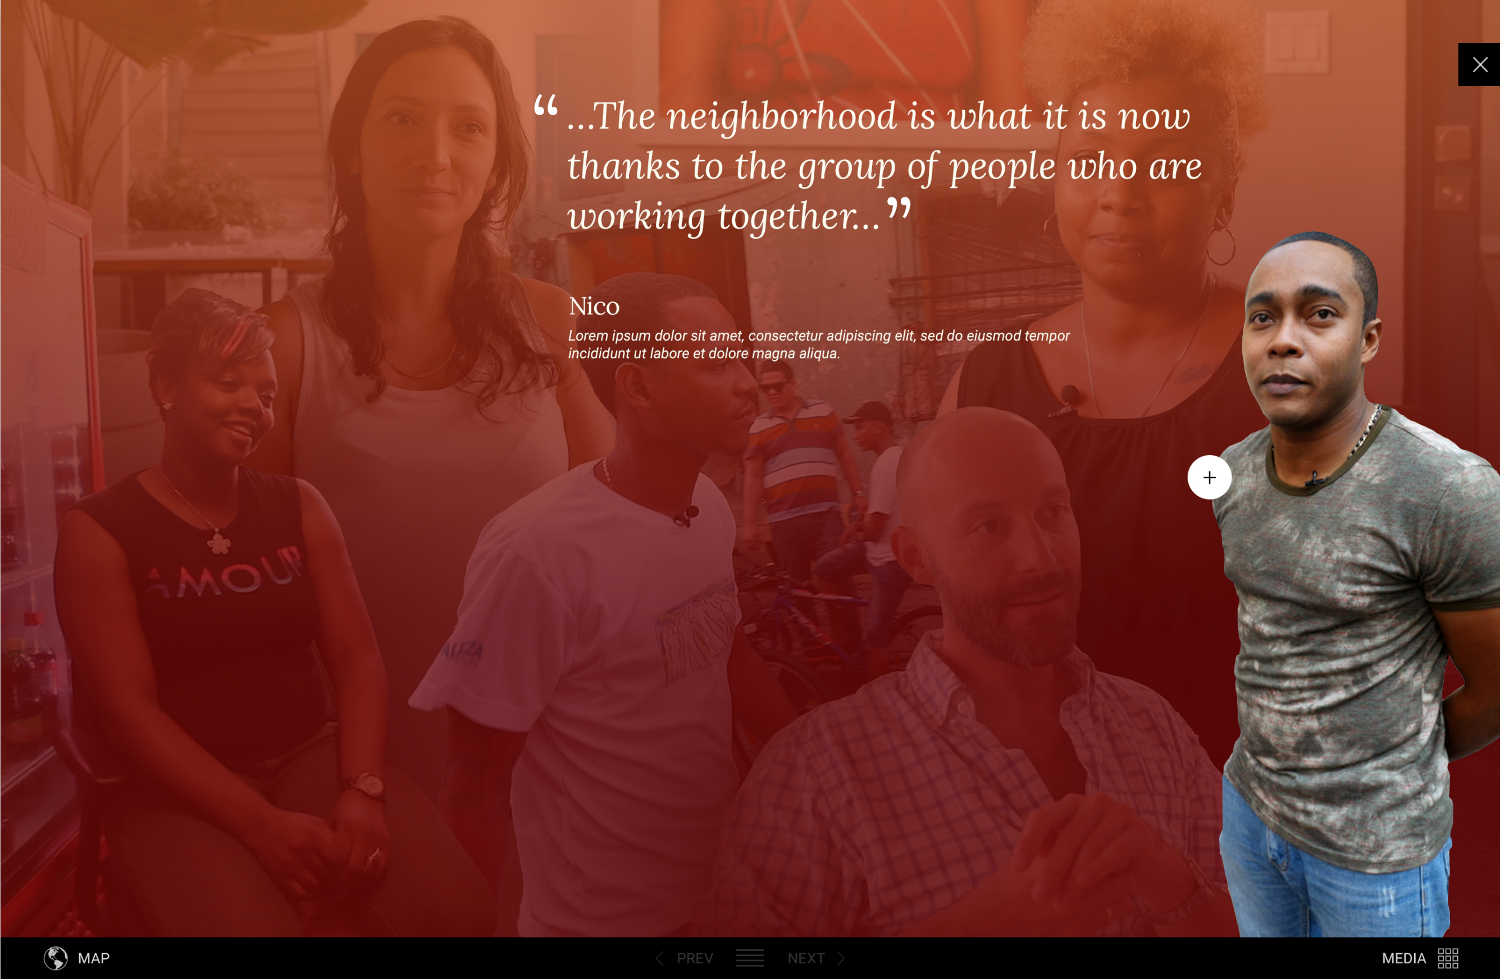 “…The neighborhood is what it is now
thanks to the group of people who are
working together…”
Nico
Lorem ipsum dolor sit amet, consectetur adipiscing elit, sed do eiusmod tempor
incididunt ut labore et dolore magna aliqua.
AMOUR
MAP
PREV
NEXT
MEDIA